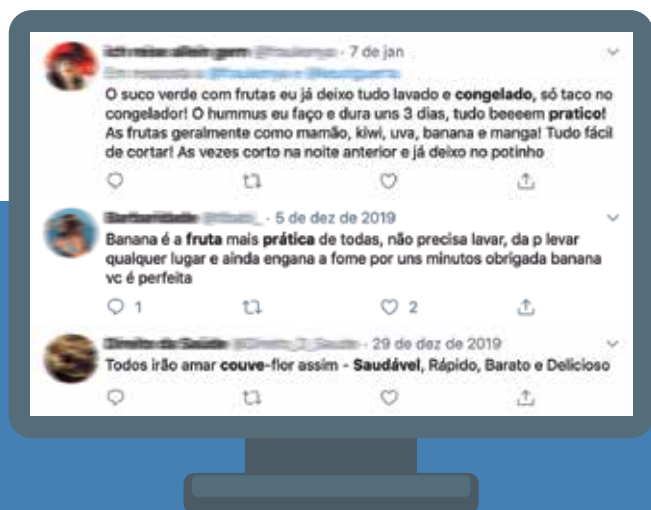 · 7 de jan
O suco verde com frutas eu já deixo tudo lavado e congelado, só taco no
congelador! O hummus eu faço e dura uns 3 dias, tudo beeeem pratico!
As frutas geralmente como mamão, kiwi, uva, banana e manga! Tudo fácil
de cortar! As vezes corto na noite anterior e já deixo no potinho
· 5 de dez de 2019
Banana é a fruta mais prática de todas, não precisa lavar, da p levar
qualquer lugar e ainda engana a fome por uns minutos obrigada banana
vc é perfeita
1 2
· 29 de dez de 2019
Todos irão amar couve-flor assim - Saudável, Rápido, Barato e Delicioso